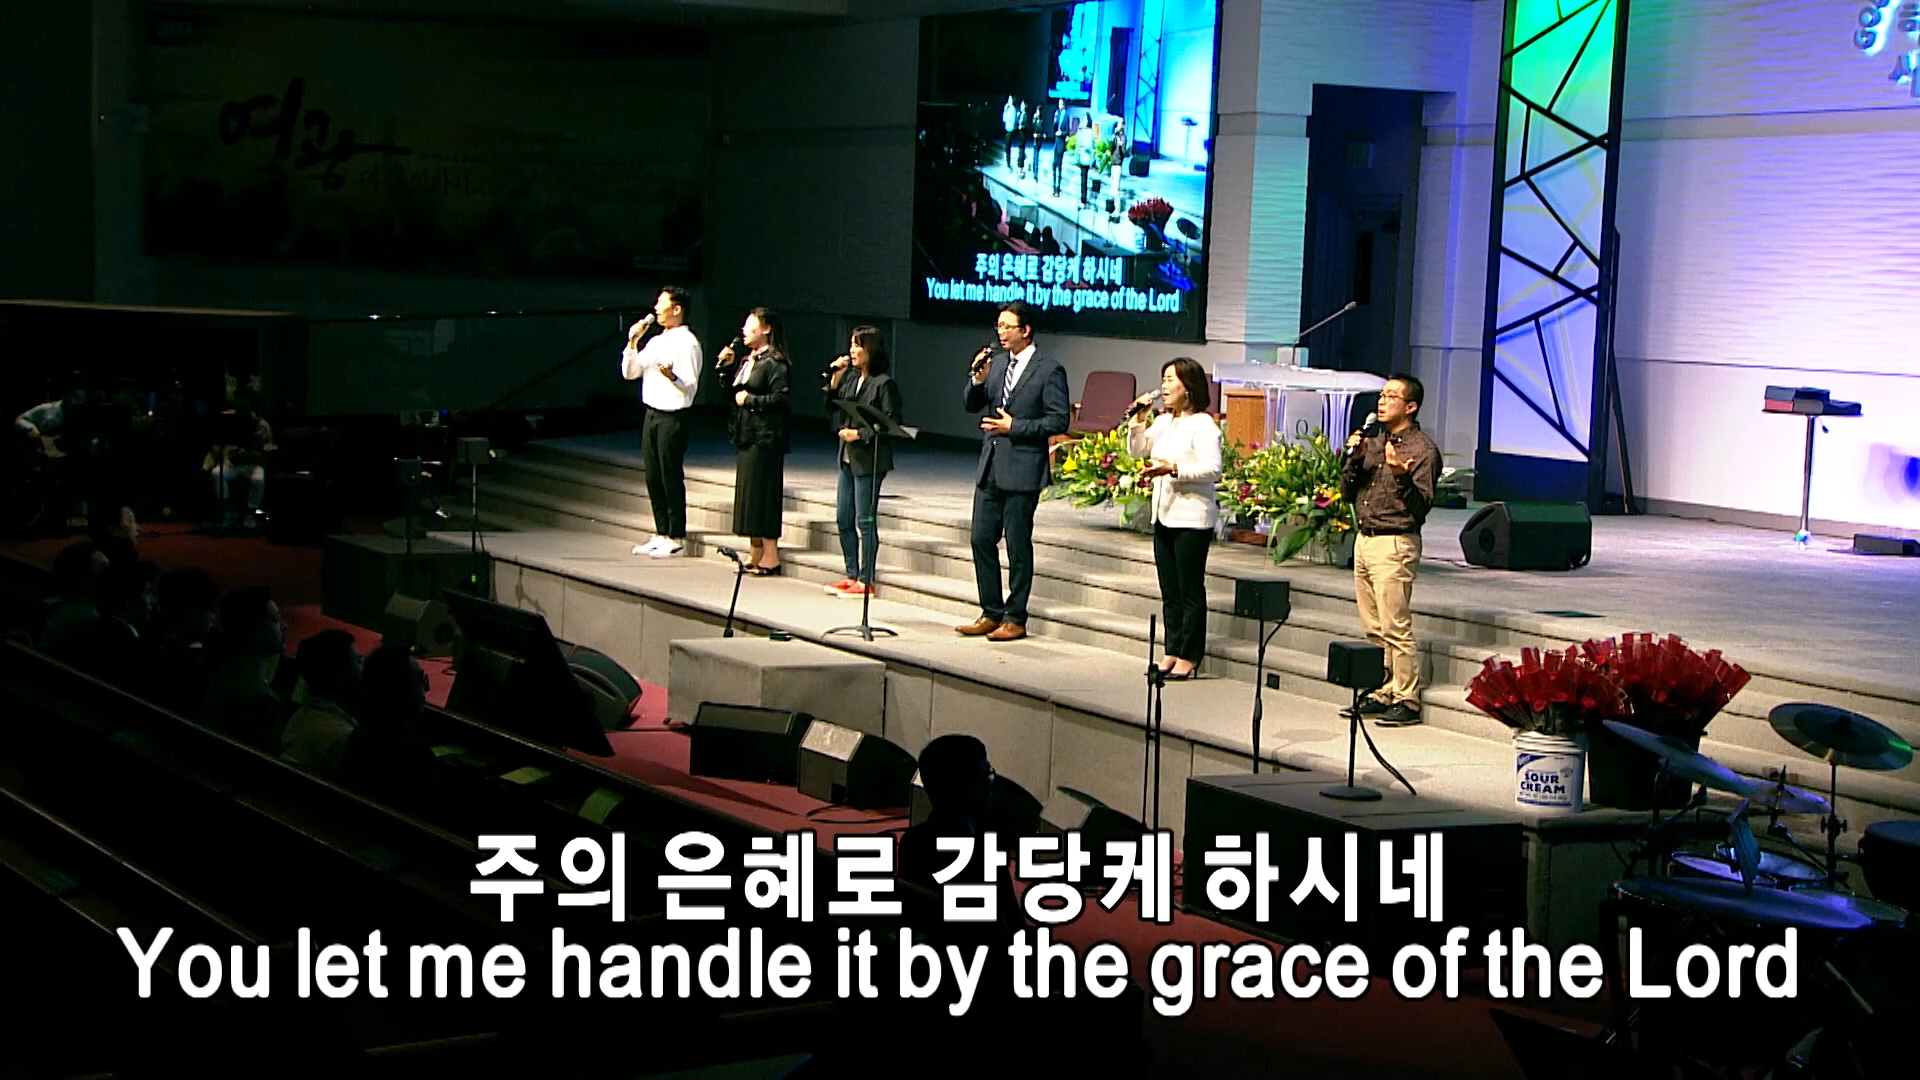 영광
주의 은혜로 감당케 하시네
You let me handle it by the grace of the Lord
SOUR
CREAM
주의 은혜로 감당케 하시네
You let me handle it by the grace of the Lord